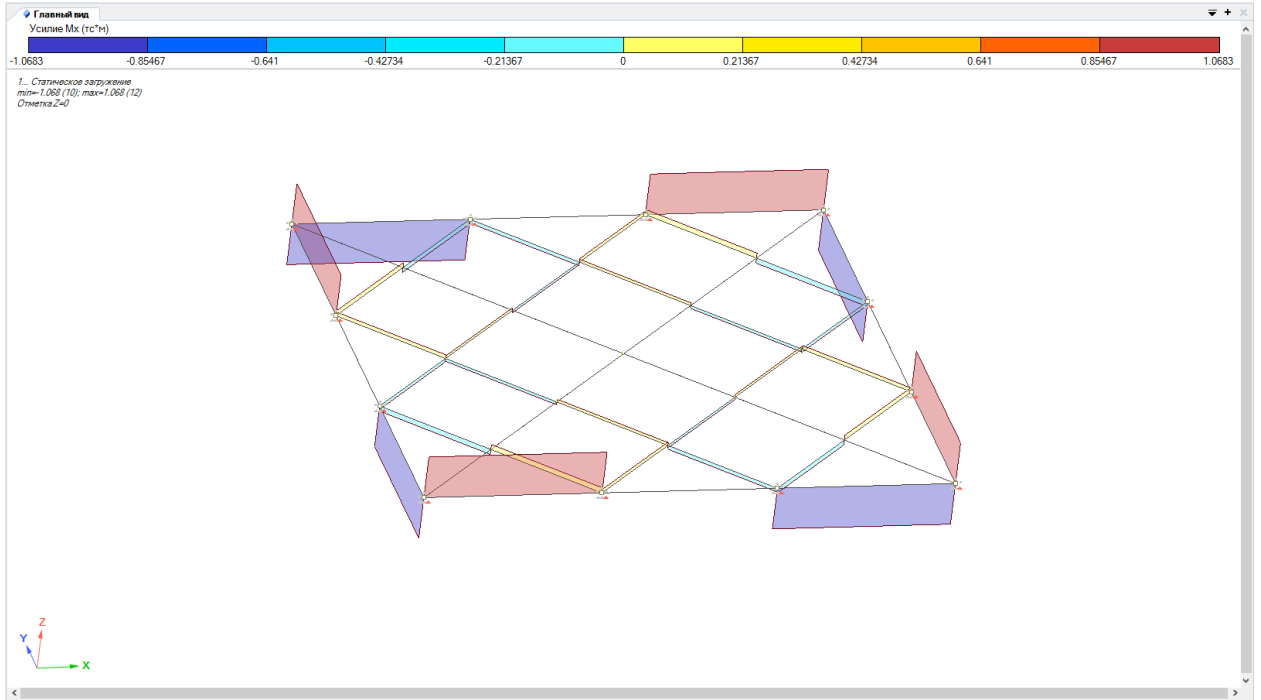 Главный вид
Усилие Mx (тс*м)
-1.0683 -0.85467 -0.641 -0.42734 -0.21367 0 0.21367 0.42734 0.641 0.85467 1.0683
1... Статическое загружение
min=-1.068 (10); max=1.068 (12)
Отметка Z=0
Z
Y
X